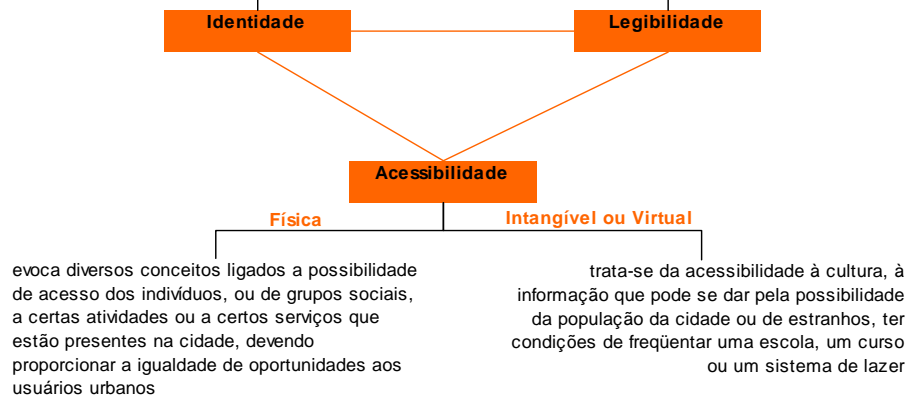 Identidade
Legibilidade
Acessibilidade
Física
Intangível ou Virtual
evoca diversos conceitos ligados a possibilidade
de acesso dos indivíduos, ou de grupos sociais,
a certas atividades ou a certos serviços que
estão presentes na cidade, devendo
proporcionar a igualdade de oportunidades aos
usuários urbanos
trata-se da acessibilidade à cultura, à
informação que pode se dar pela possibilidade
da população da cidade ou de estranhos, ter
condições de freqüentar uma escola, um curso
ou um sistema de lazer